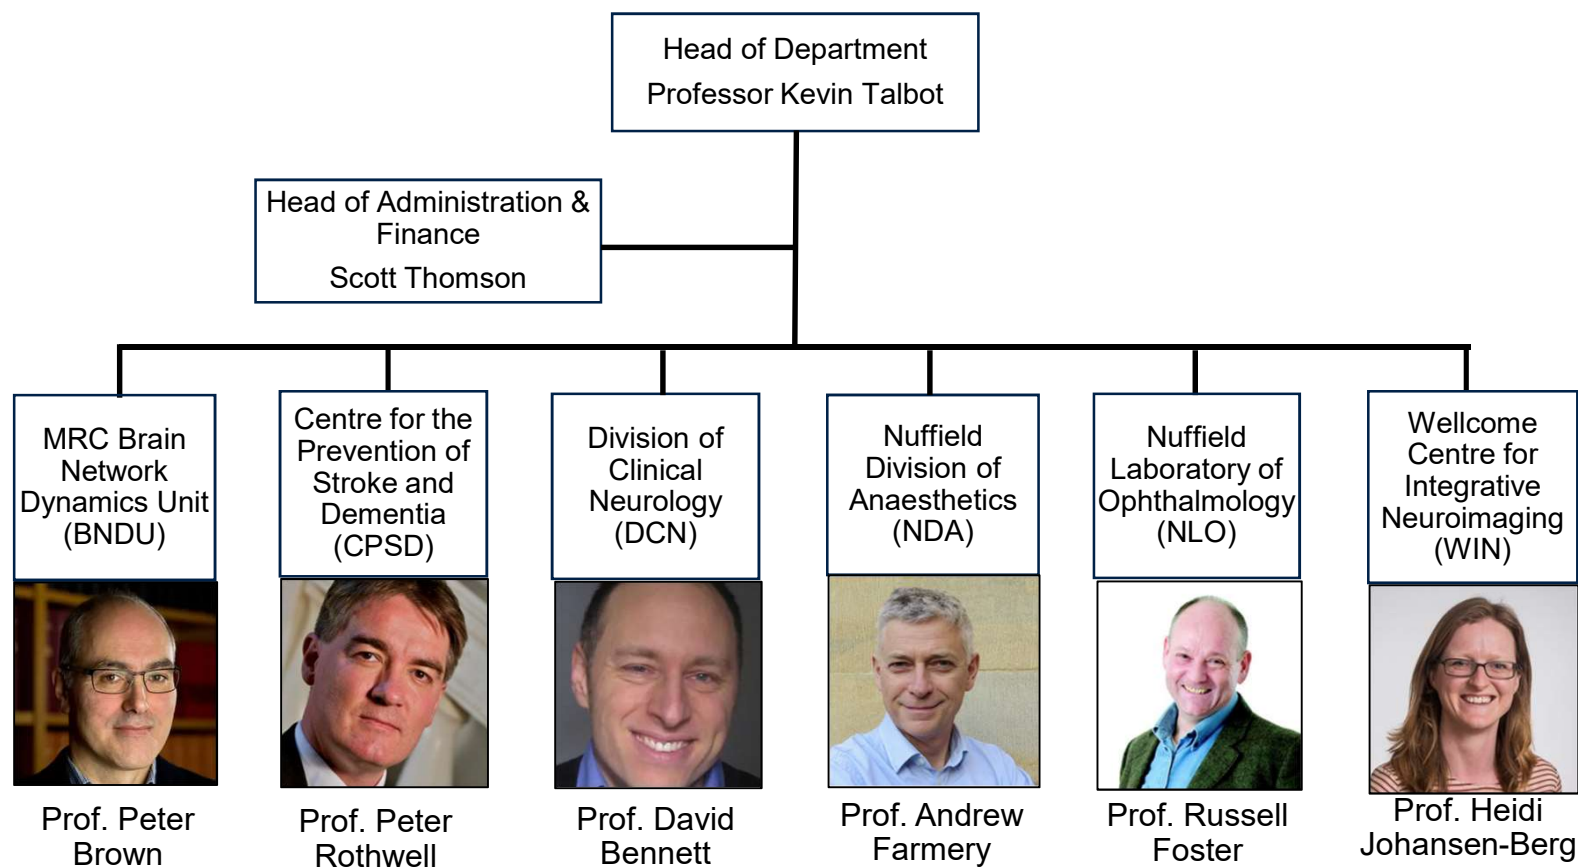 Head of Department
Professor Kevin Talbot
Head of Administration &
Finance
Scott Thomson
MRC Brain
Network
Dynamics Unit
(BNDU)
Centre for the
Prevention of
Stroke and
Dementia
(CPSD)
Division of
Clinical
Neurology
(DCN)
Nuffield
Division of
Anaesthetics
(NDA)
Nuffield
Laboratory of
Ophthalmology
(NLO)
Wellcome
Centre for
Integrative
Neuroimaging
(WIN)
Prof. Peter
Brown
Prof. Peter
Rothwell
Prof. David
Bennett
Prof. Andrew
Farmery
Prof. Russell
Foster
Prof. Heidi
Johansen-Berg